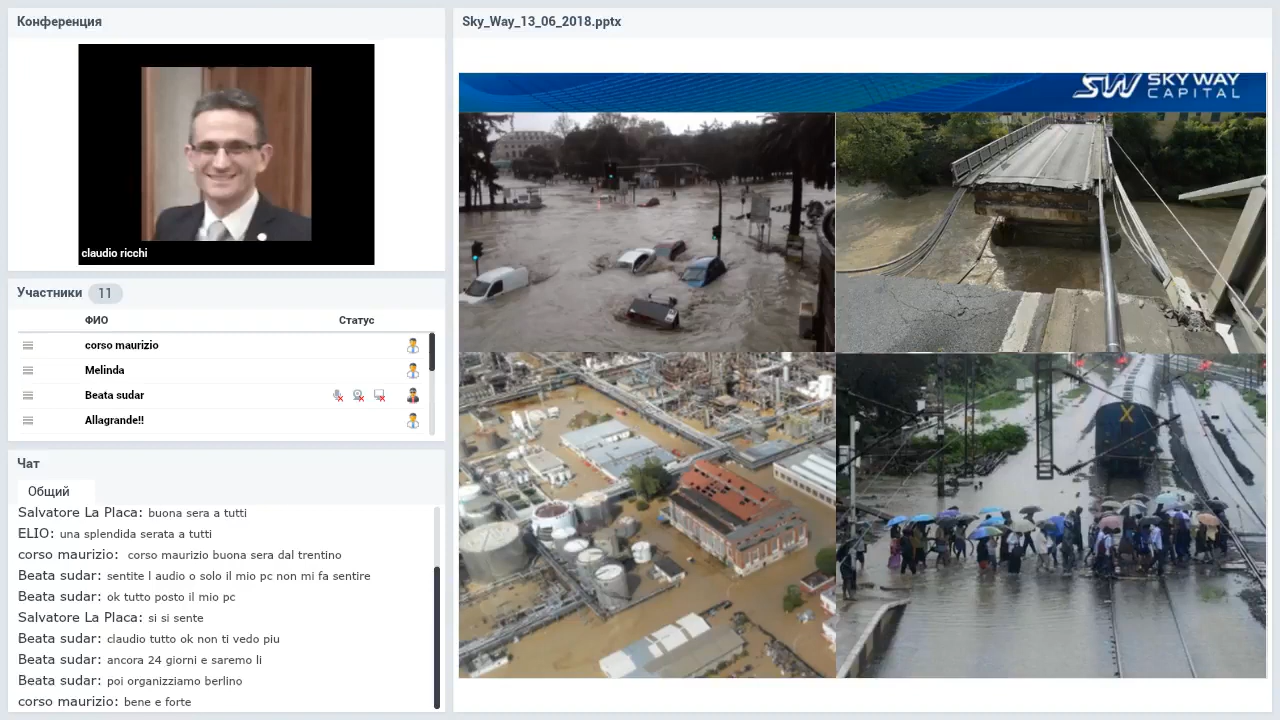 Конференция
claudio ricchi
Участники 11
ФИО Статус
corso maurizio
Melinda
Beata sudar
Allagrande!!
Чат
Общий
Salvatore La Placa: buona sera a tutti
ELIO: una splendida serata a tutti
corso maurizio: corso maurizio buona sera dal trentino
Beata sudar: sentite l audio o solo il mio pc non mi fa sentire
Beata sudar: ok tutto posto il mio pc
Salvatore La Placa: si si sente
Beata sudar: claudio tutto ok non ti vedo piu
Beata sudar: ancora 24 giorni e saremo li
Beata sudar: poi organizziamo berlino
corso maurizio: bene e forte
Sky_Way_13_06_2018.pptx
SW SKY WAY
CAPITAL
X